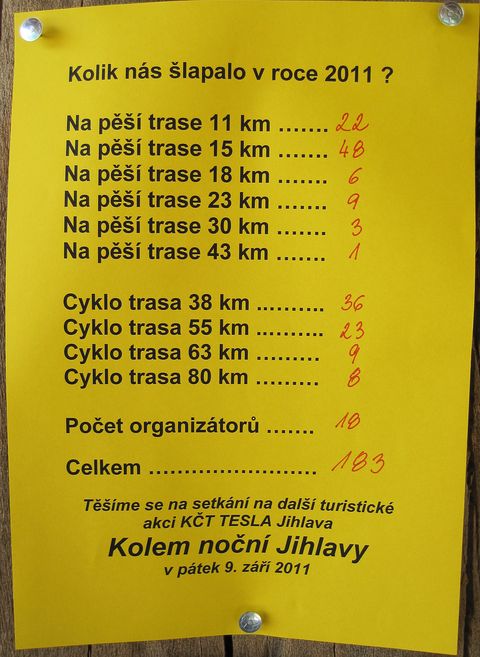 Kolik nás šlapalo v roce 2011 ?
Na pěší trase 11 km ....... 22
Na pěší trase 15 km ....... 48
Na pěší trase 18 km ....... 6
Na pěší trase 23 km ....... 9
Na pěší trase 30 km ....... 3
Na pěší trase 43 km ....... 1
Cyklo trasa 38 km .......... 36
Cyklo trasa 55 km .......... 23
Cyklo trasa 63 km ......... 9
Cyklo trasa 80 km ......... 8
Počet organizátorů ....... 18
Celkem ........................ 183
Těšíme se na setkání na další turistické
akci KČT TESLA Jihlava
Kolem noční Jihlavy
v pátek 9. září 2011